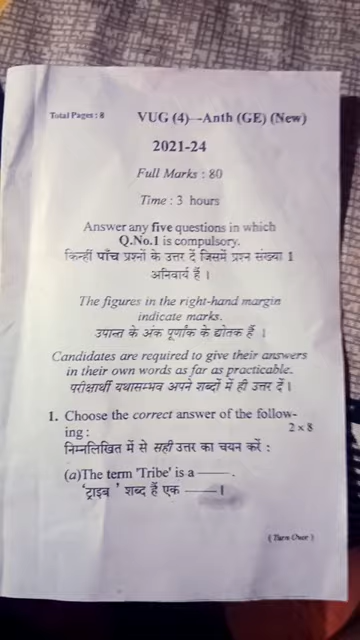 Total Pages : 8
VUG (4)—Anth (GE) (New)
2021-24
Full Marks : 80
Time : 3 hours
Answer any five questions in which
Q.No.1 is compulsory.
किन्हीं पाँच प्रश्नों के उत्तर दें जिसमें प्रश्न संख्या 1
अनिवार्य हैं ।
The figures in the right-hand margin
indicate marks.
उपान्त के अंक पूर्णांक के द्योतक हैं ।
Candidates are required to give their answers
in their own words as far as practicable.
परीक्षार्थी यथासम्भव अपने शब्दों में ही उत्तर दें।
1. Choose the correct answer of the follow-
ing : 2 × 8
निम्नलिखित में से सही उत्तर का चयन करें :
(a)The term 'Tribe' is a —— .
'ट्राइब ' शब्द हैं एक ——।
( Turn Over )